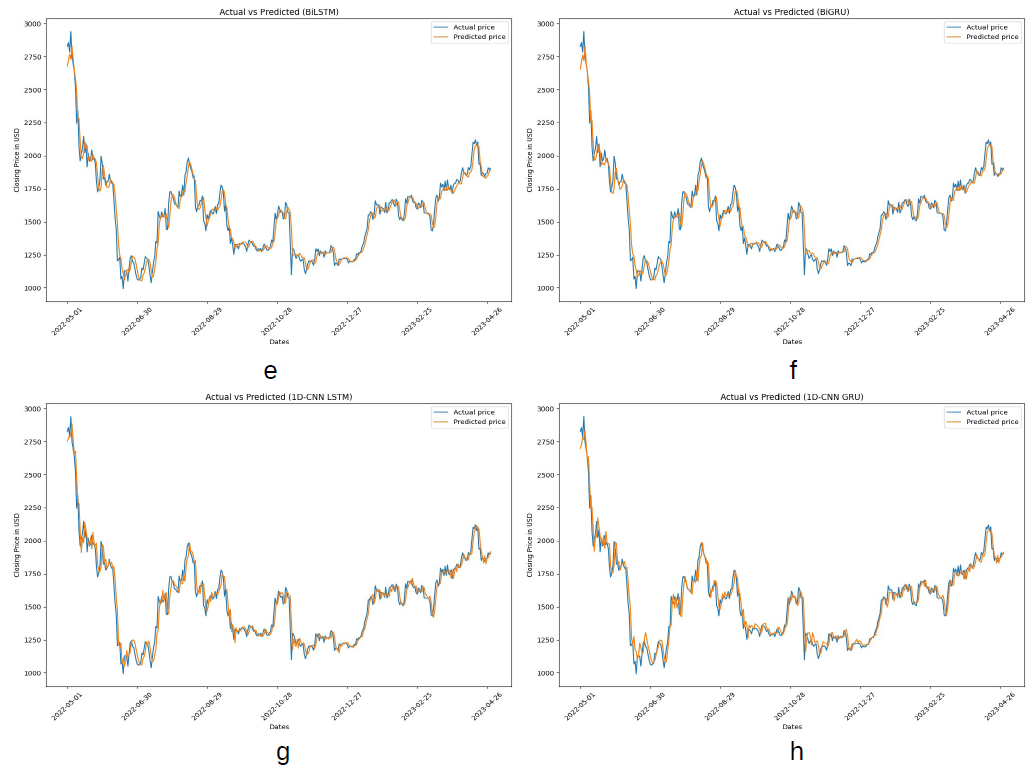 Actual vs Predicted (BiLSTM)
Actual price
Predicted price
3000
2750
2500
2250
2000
1750
1500
1250
1000
Closing Price in USD
2022-05-01
2022-06-30
2022-08-29
2022-10-28
2022-12-27
2023-02-25
2023-04-26
Dates
e
Actual vs Predicted (BiGRU)
Actual price
Predicted price
3000
2750
2500
2250
2000
1750
1500
1250
1000
Closing Price in USD
2022-05-01
2022-06-30
2022-08-29
2022-10-28
2022-12-27
2023-02-25
2023-04-26
Dates
f
Actual vs Predicted (1D-CNN LSTM)
Actual price
Predicted price
3000
2750
2500
2250
2000
1750
1500
1250
1000
Closing Price in USD
2022-05-01
2022-06-30
2022-08-29
2022-10-28
2022-12-27
2023-02-25
2023-04-26
Dates
g
Actual vs Predicted (1D-CNN GRU)
Actual price
Predicted price
3000
2750
2500
2250
2000
1750
1500
1250
1000
Closing Price in USD
2022-05-01
2022-06-30
2022-08-29
2022-10-28
2022-12-27
2023-02-25
2023-04-26
Dates
h